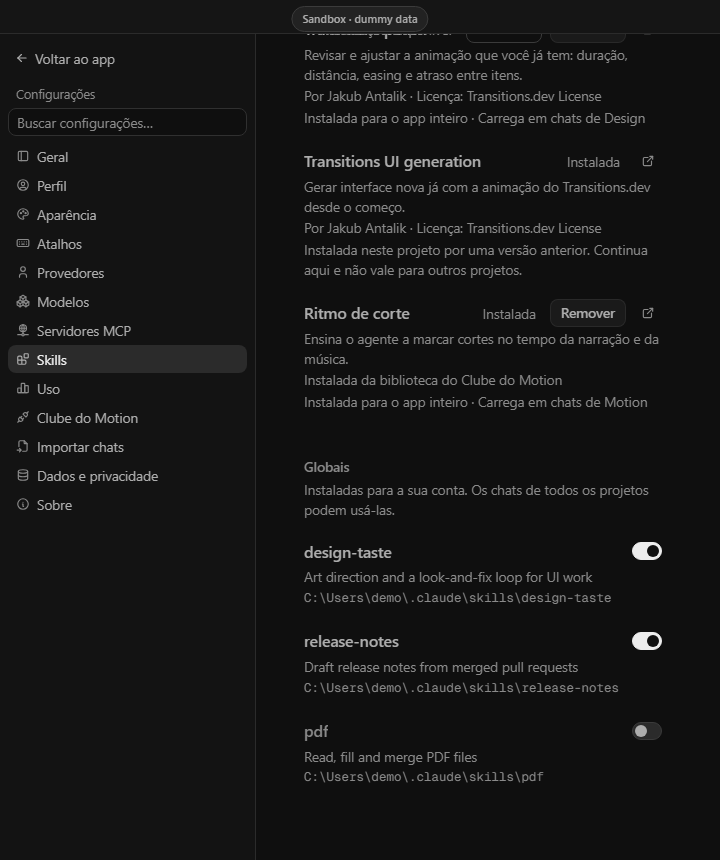 Sandbox · dummy data
Voltar ao app
Configurações
Buscar configurações...
Geral
Perfil
Aparência
Atalhos
Provedores
Modelos
Servidores MCP
Skills
Uso
Clube do Motion
Importar chats
Dados e privacidade
Sobre
Revisar e ajustar a animação que você já tem: duração,
distância, easing e atraso entre itens.
Por Jakub Antalik · Licença: Transitions.dev License
Instalada para o app inteiro · Carrega em chats de Design
Transitions UI generation
Instalada
Gerar interface nova já com a animação do Transitions.dev
desde o começo.
Por Jakub Antalik · Licença: Transitions.dev License
Instalada neste projeto por uma versão anterior. Continua
aqui e não vale para outros projetos.
Ritmo de corte
Instalada
Remover
Ensina o agente a marcar cortes no tempo da narração e da
música.
Instalada da biblioteca do Clube do Motion
Instalada para o app inteiro · Carrega em chats de Motion
Globais
Instaladas para a sua conta. Os chats de todos os projetos
podem usá-las.
design-taste
Art direction and a look-and-fix loop for UI work
C:\Users\demo\.claude\skills\design-taste
release-notes
Draft release notes from merged pull requests
C:\Users\demo\.claude\skills\release-notes
pdf
Read, fill and merge PDF files
C:\Users\demo\.claude\skills\pdf